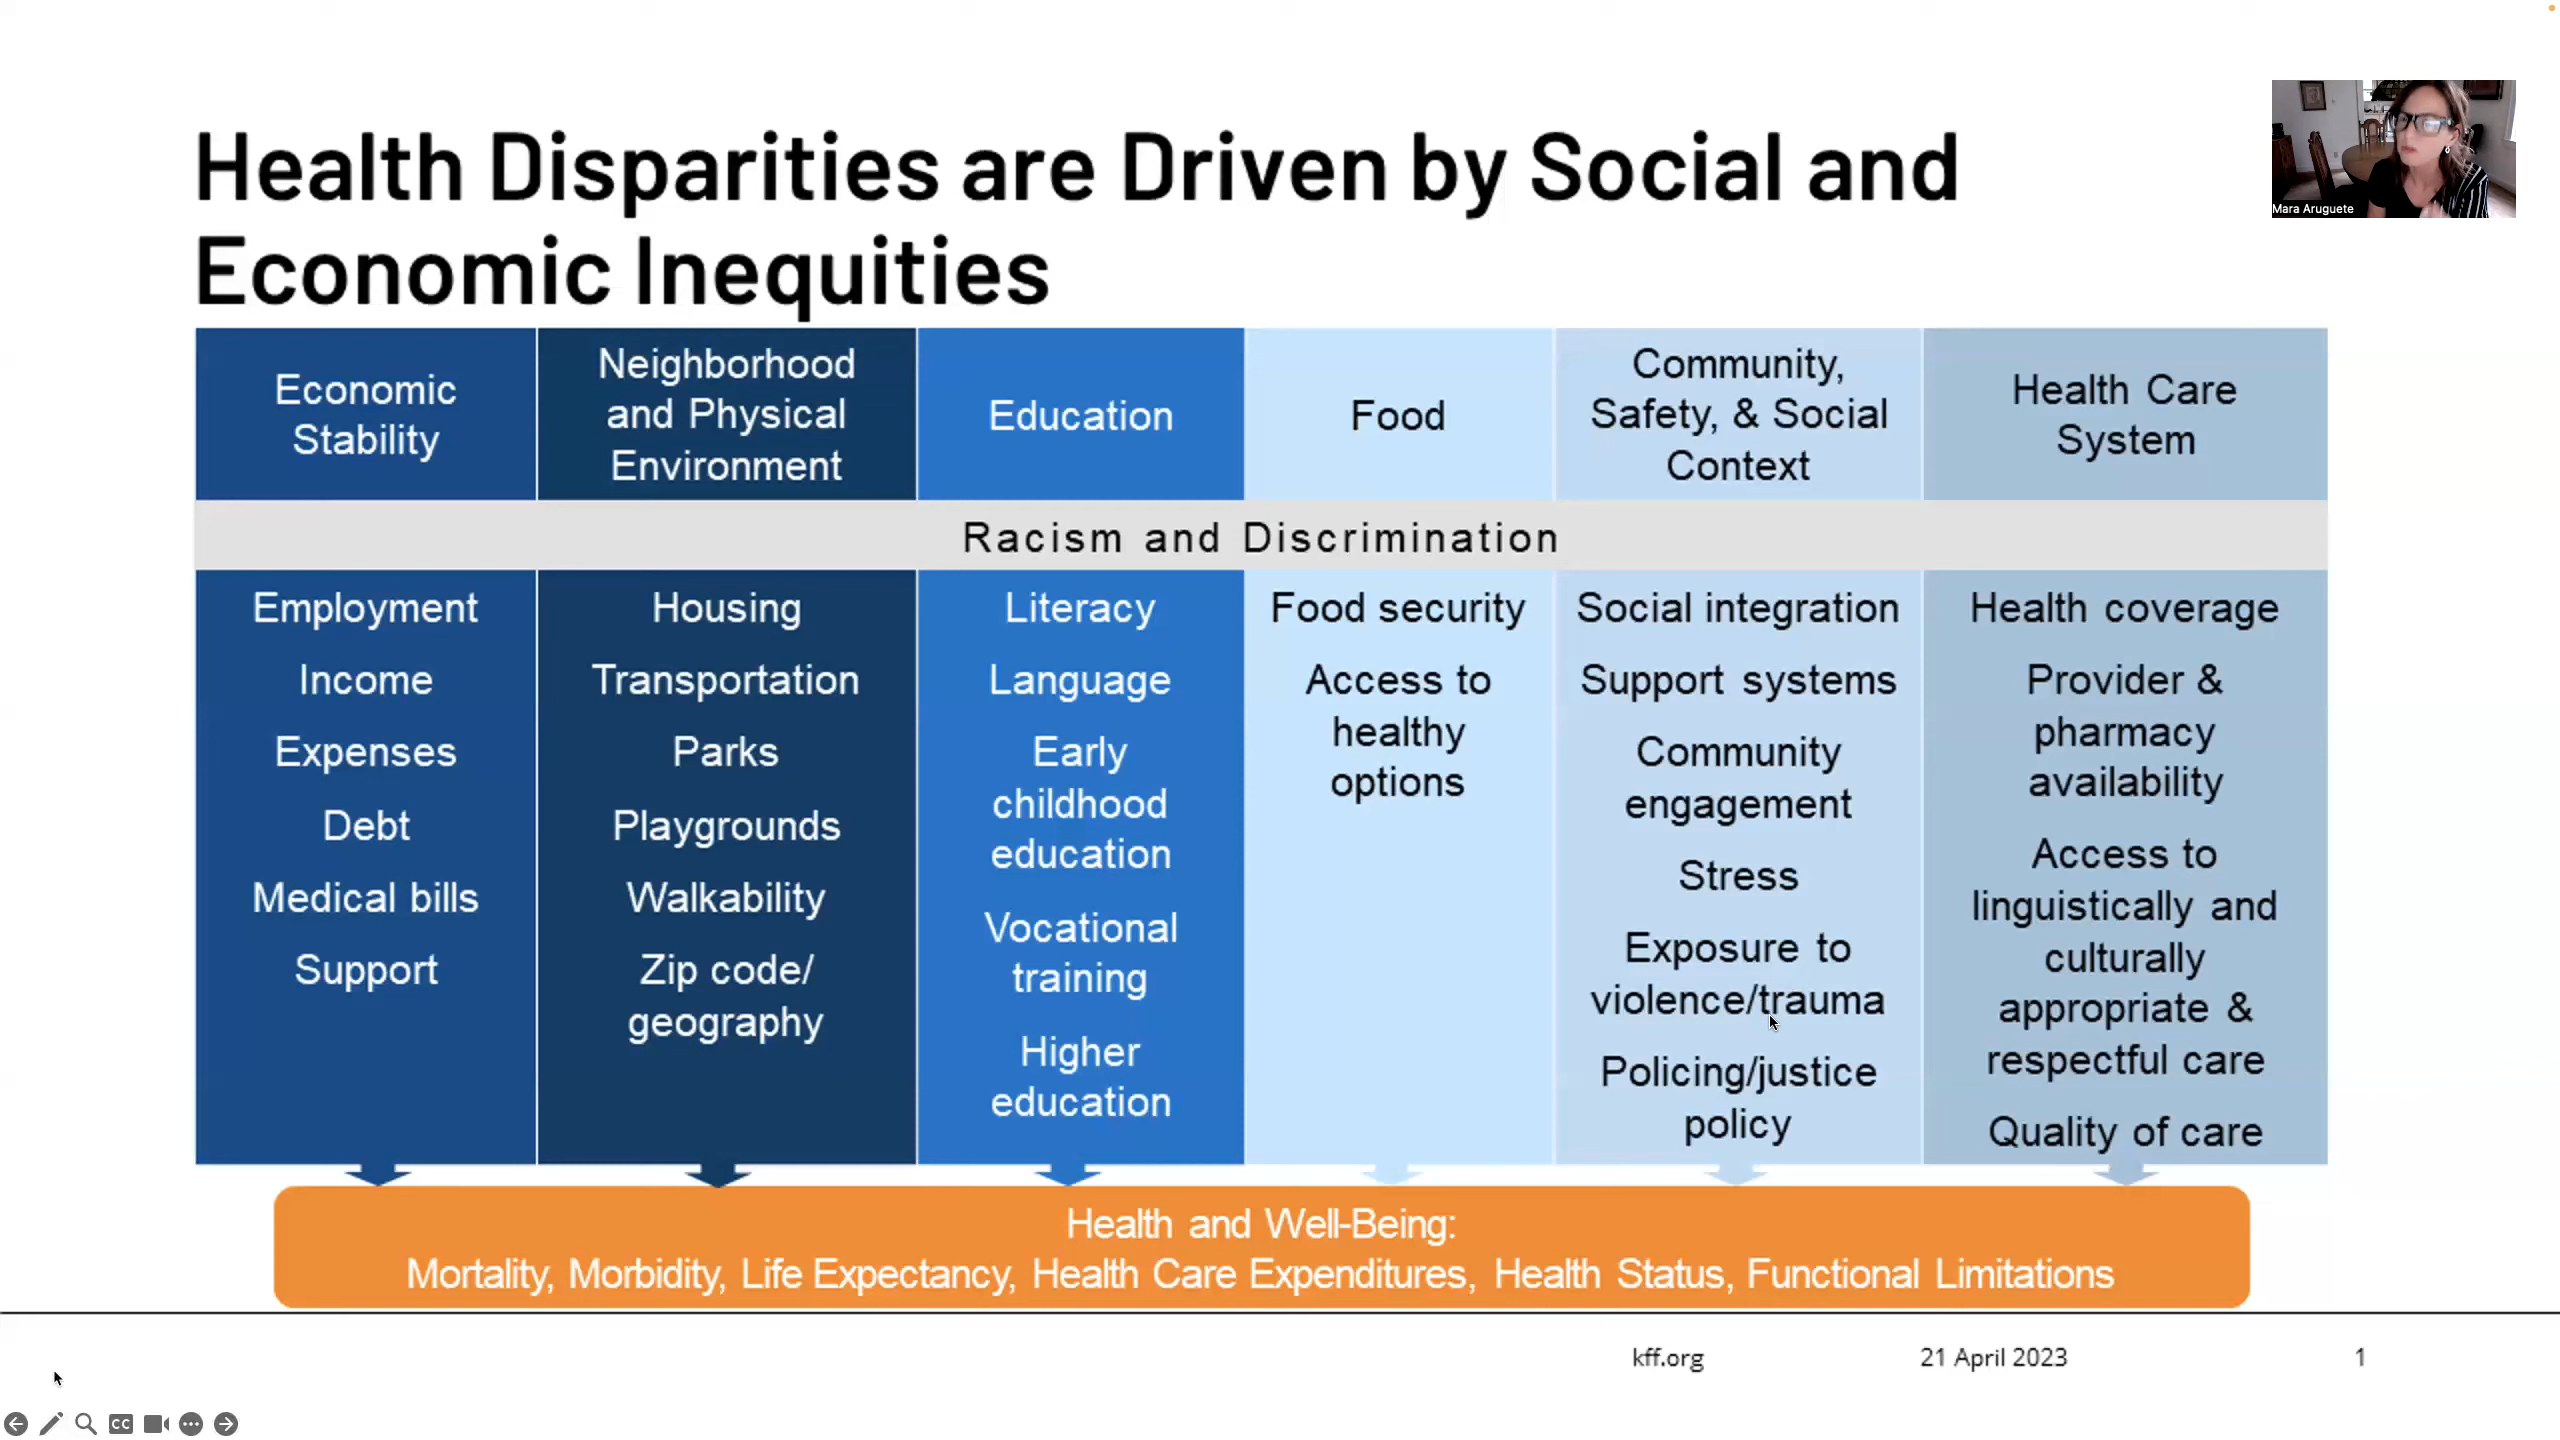 Health Disparities are Driven by Social and
Economic Inequities
Mara Aruguete
Economic
Stability
Neighborhood
and Physical
Environment
Education
Food
Community,
Safety, & Social
Context
Health Care
System
Racism and Discrimination
Employment
Income
Expenses
Debt
Medical bills
Support
Housing
Transportation
Parks
Playgrounds
Walkability
Zip code/
geography
Literacy
Language
Early
childhood
education
Vocational
training
Higher
education
Food security
Access to
healthy
options
Social integration
Support systems
Community
engagement
Stress
Exposure to
violence/trauma
Policing/justice
policy
Health coverage
Provider &
pharmacy
availability
Access to
linguistically and
culturally
appropriate &
respectful care
Quality of care
Health and Well-Being:
Mortality, Morbidity, Life Expectancy, Health Care Expenditures, Health Status, Functional Limitations
kff.org
21 April 2023
1
CC